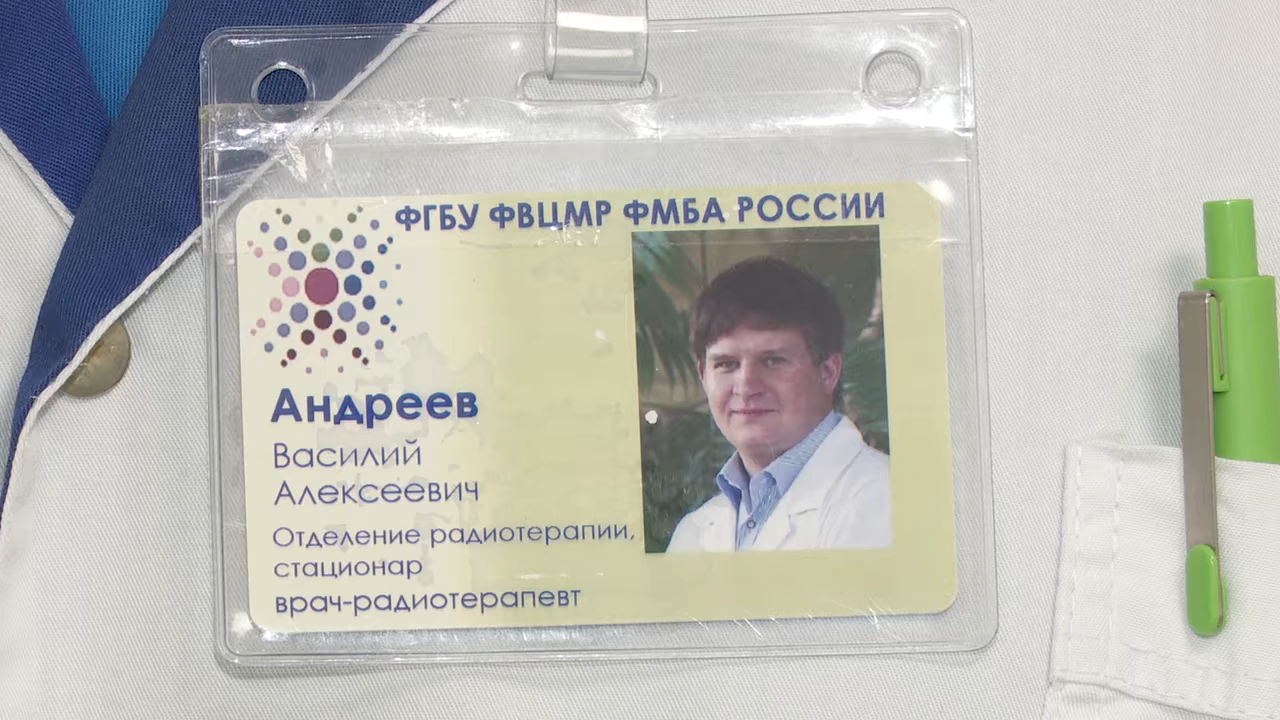 ФГБУ ФВЦМР ФМБА РОССИИ
Андреев
Василий
Алексеевич
Отделение радиотерапии,
стационар
врач-радиотерапевт